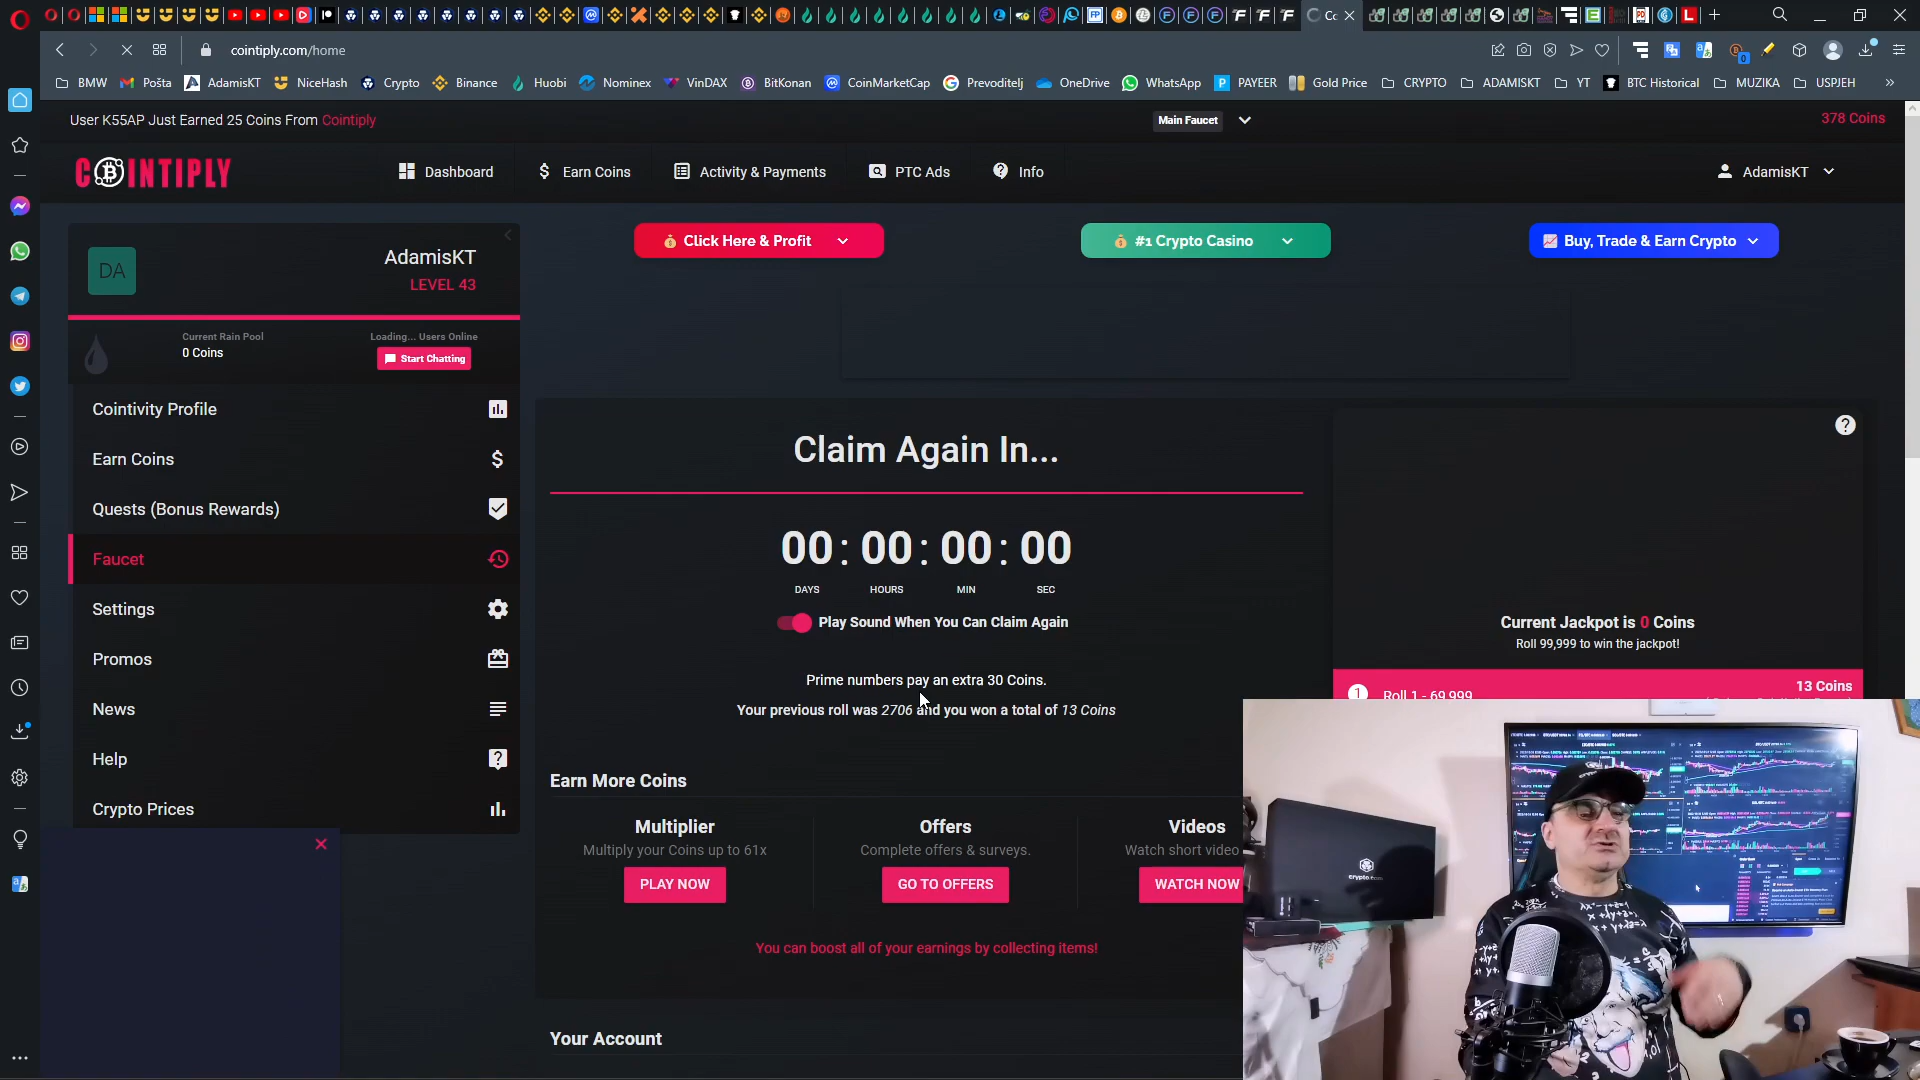 cointiply.com/home
BMW Pošta AdamisKT NiceHash Crypto Binance Huobi Nominex VinDAX BitKonan CoinMarketCap Prevoditelj OneDrive WhatsApp PAYEER Gold Price CRYPTO ADAMISKT YT BTC Historical MUZIKA USPJEH »
User K55AP Just Earned 25 Coins From Cointiply
Main Faucet
378 Coins
COINTIPLY
Dashboard Earn Coins Activity & Payments PTC Ads Info AdamisKT
Click Here & Profit
#1 Crypto Casino
Buy, Trade & Earn Crypto
DA
AdamisKT
LEVEL 43
Current Rain Pool
0 Coins
Loading... Users Online
Start Chatting
Cointivity Profile
Earn Coins
Quests (Bonus Rewards)
Faucet
Settings
Promos
News
Help
Crypto Prices
Claim Again In...
00 : 00 : 00 : 00
DAYS HOURS MIN SEC
Play Sound When You Can Claim Again
Prime numbers pay an extra 30 Coins.
Your previous roll was 2706 and you won a total of 13 Coins
Current Jackpot is 0 Coins
Roll 99,999 to win the jackpot!
1 Roll 1 - 69,999 13 Coins
Earn More Coins
Multiplier
Multiply your Coins up to 61x
PLAY NOW
Offers
Complete offers & surveys.
GO TO OFFERS
Videos
Watch short video
WATCH NOW
You can boost all of your earnings by collecting items!
Your Account
crypto.com